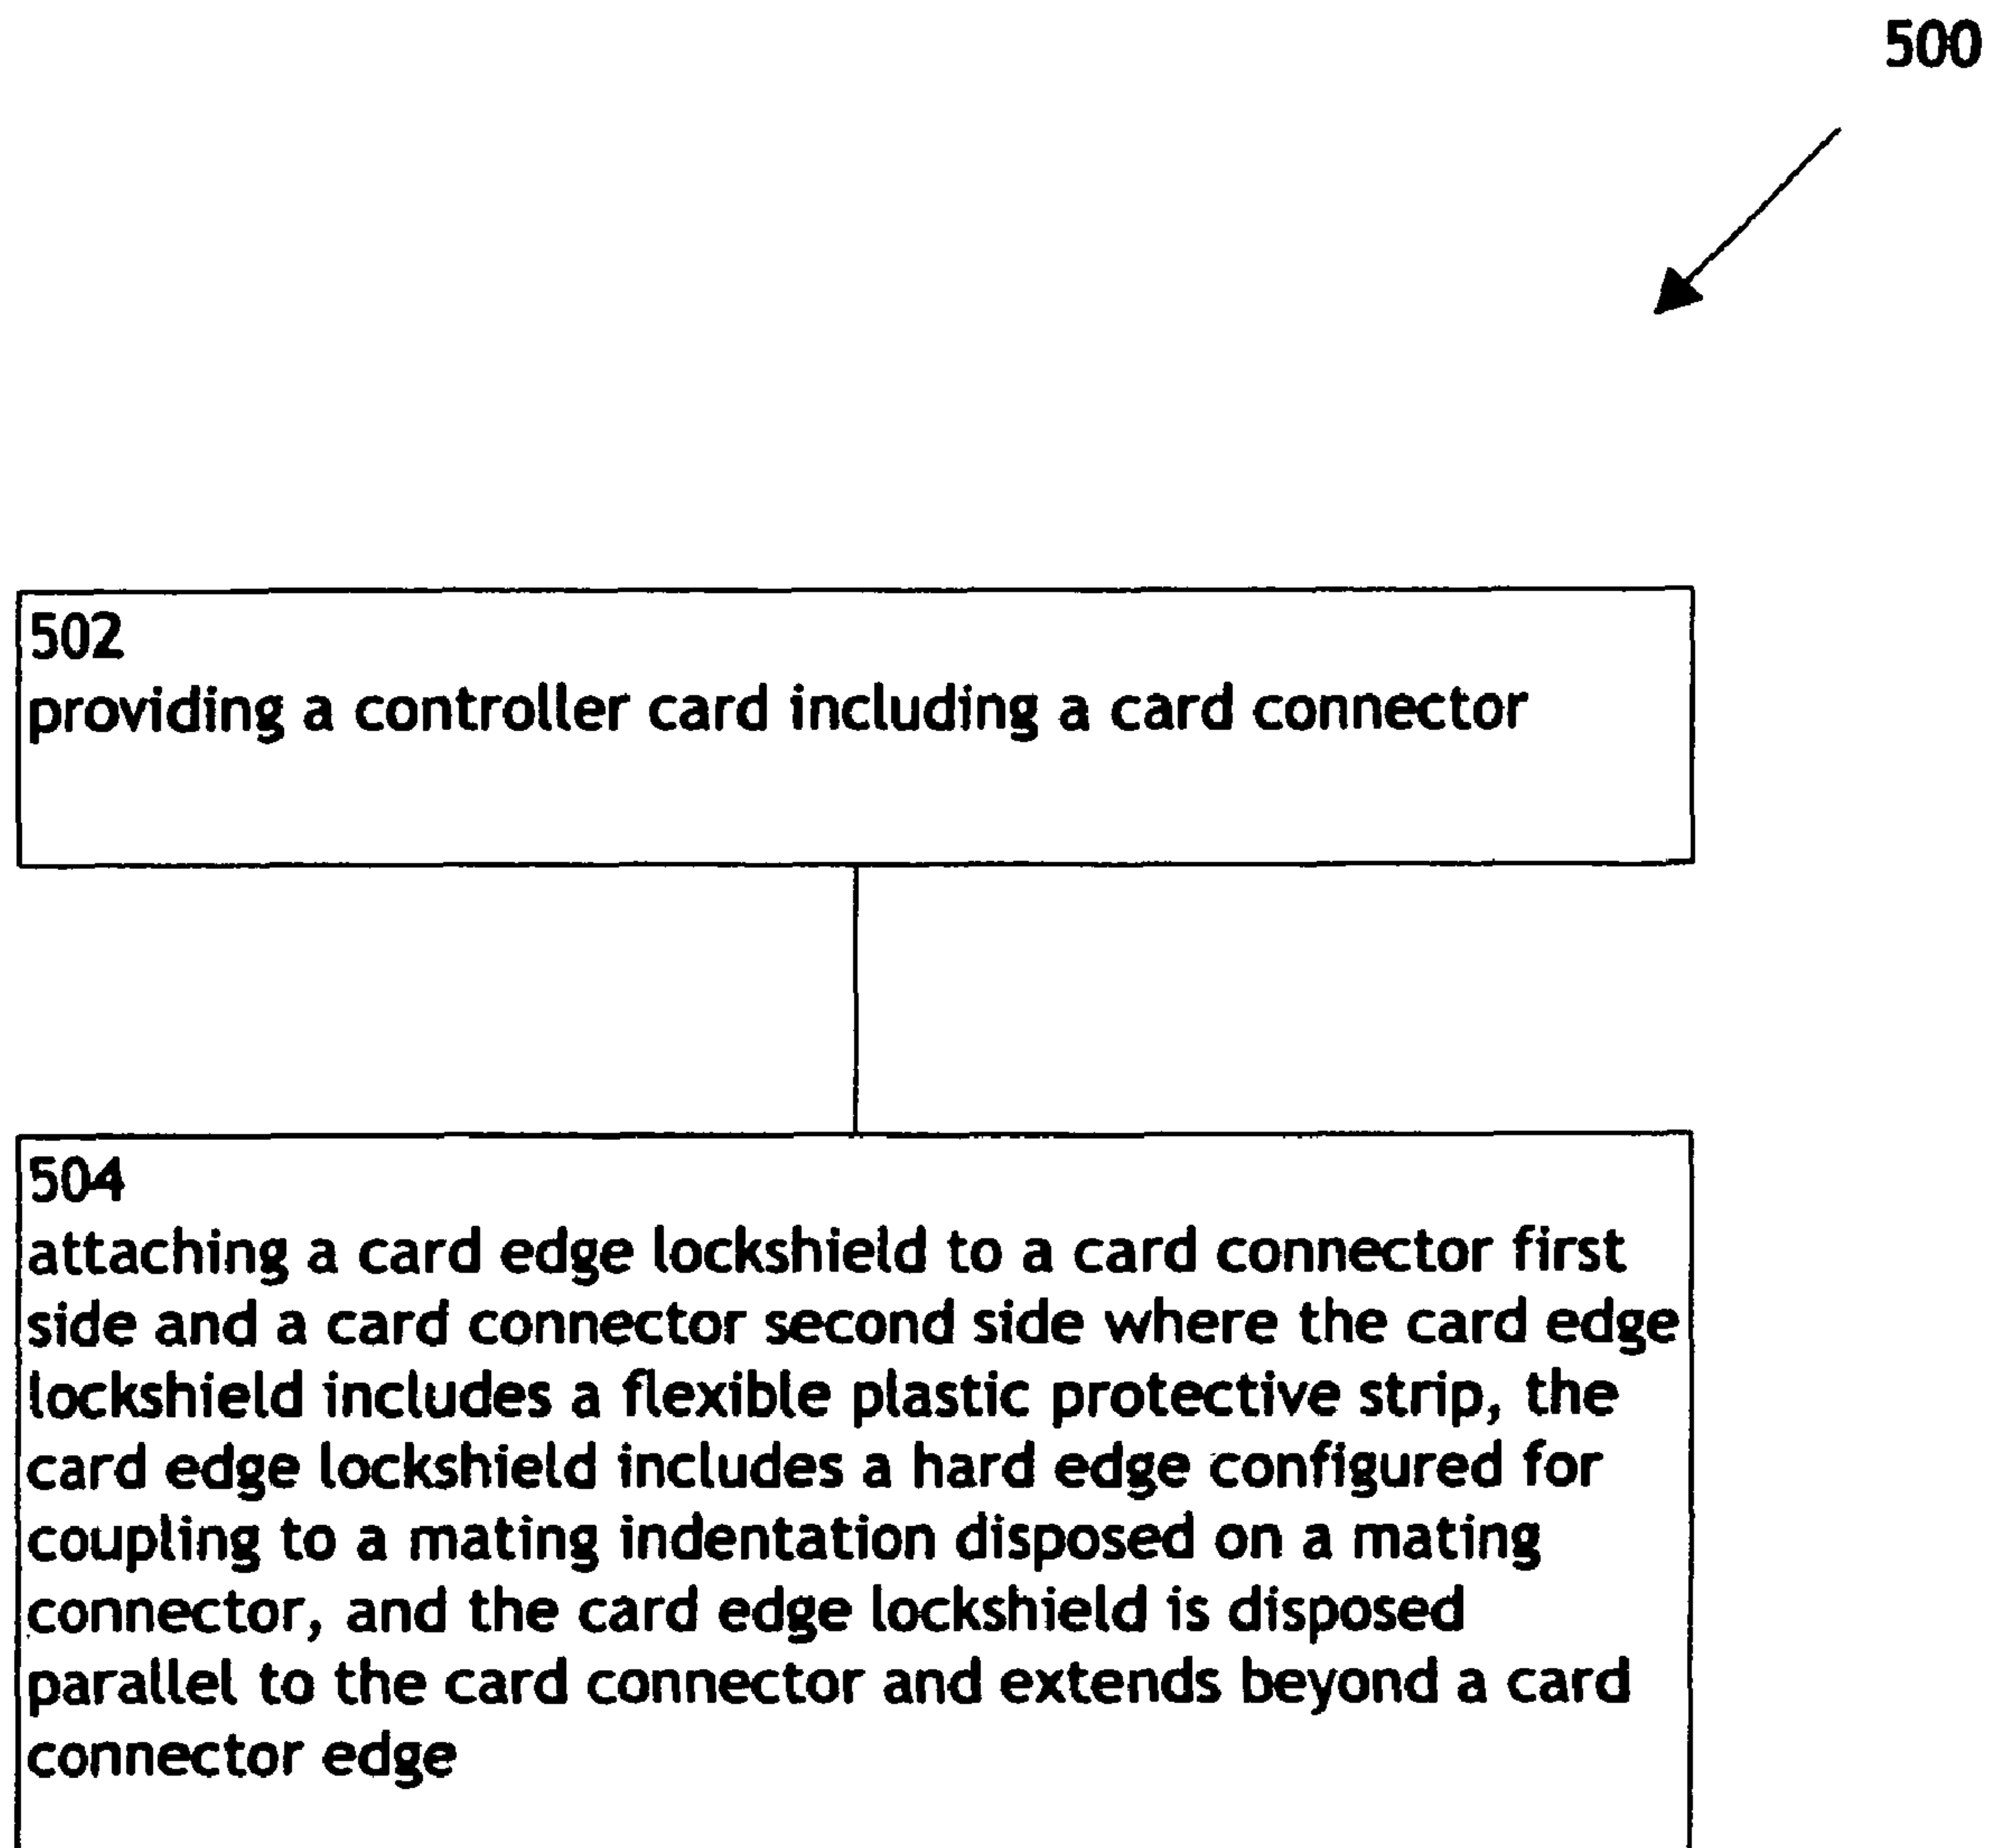 500
502
providing a controller card including a card connector
504
attaching a card edge lockshield to a card connector first
side and a card connector second side where the card edge
lockshield includes a flexible plastic protective strip, the
card edge lockshield includes a hard edge configured for
coupling to a mating indentation disposed on a mating
connector, and the card edge lockshield is disposed
parallel to the card connector and extends beyond a card
connector edge